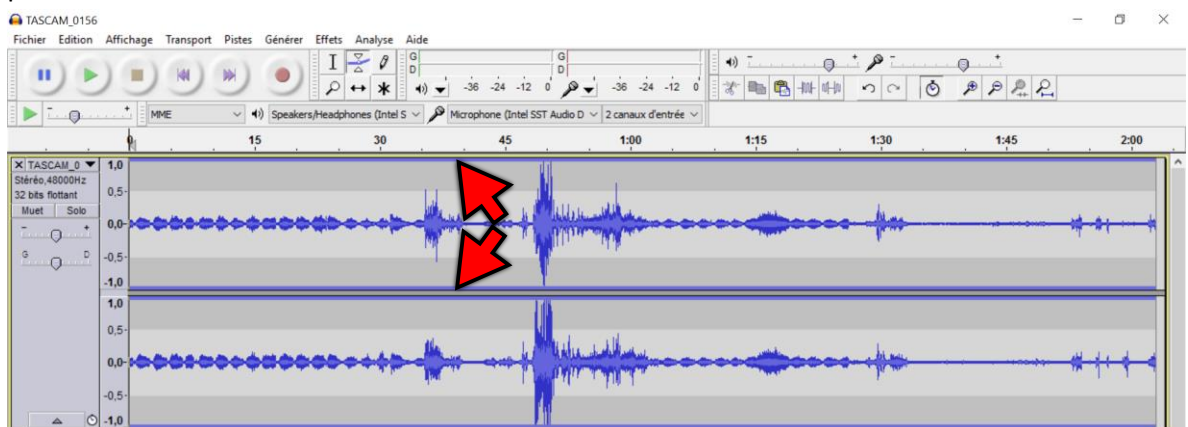 TASCAM_0156
Fichier Edition Affichage Transport Pistes Générer Effets Analyse Aide
G
D
-36 -24 -12 0
G
D
-36 -24 -12 0
MME Speakers/Headphones (Intel S Microphone (Intel SST Audio D 2 canaux d'entrée
0 15 30 45 1:00 1:15 1:30 1:45 2:00
TASCAM_0
Stéréo,48000Hz
32 bits flottant
Muet Solo
- +
G D
1,0
0,5-
0,0-
-0,5-
-1,0
1,0
0,5-
0,0-
-0,5-
-1,0